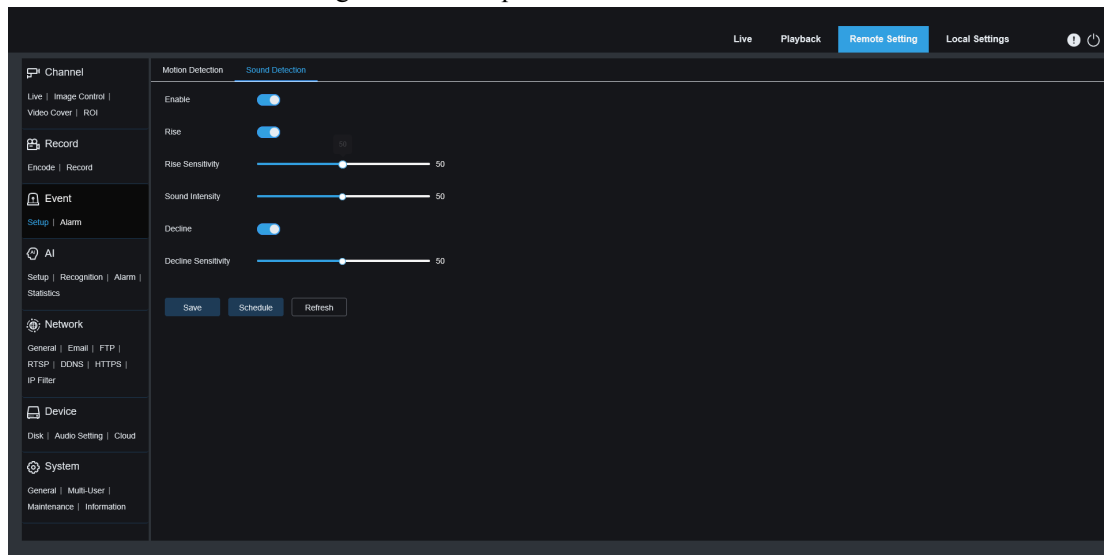 Live Playback Remote Setting Local Settings
Channel
Live | Image Control |
Video Cover | ROI
Record
Encode | Record
Event
Setup | Alarm
AI
Setup | Recognition | Alarm |
Statistics
Network
General | Email | FTP |
RTSP | DDNS | HTTPS |
IP Filter
Device
Disk | Audio Setting | Cloud
System
General | Multi-User |
Maintenance | Information
Motion Detection Sound Detection
Enable
Rise
50
Rise Sensitivity 50
Sound Intensity 50
Decline
Decline Sensitivity 50
Save Schedule Refresh